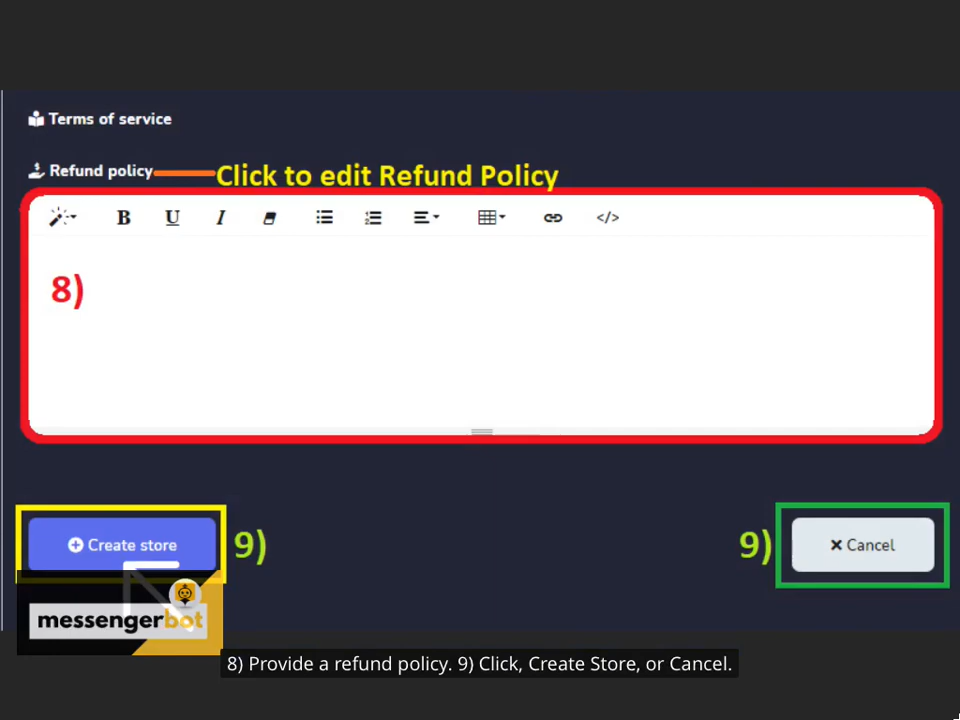 Terms of service
Refund policy Click to edit Refund Policy
B U I </>
8)
Create store 9) 9) Cancel
messengerbot
8) Provide a refund policy. 9) Click, Create Store, or Cancel.